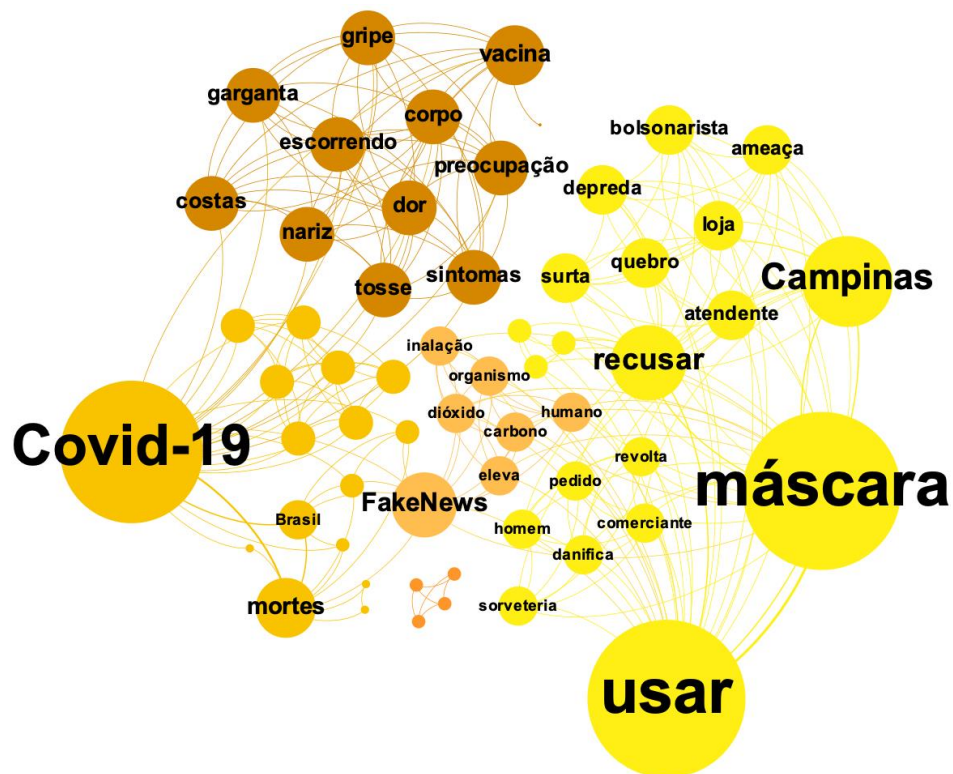 gripe
vacina
garganta
corpo
escorrendo
preocupação
costas
dor
nariz
sintomas
tosse
bolsonarista
ameaça
depreda
loja
quebro
surta
Campinas
atendente
recusar
inalação
organismo
dióxido
humano
carbono
eleva
FakeNews
Covid-19
Brasil
mortes
máscara
revolta
pedido
comerciante
homem
danifica
sorveteria
usar